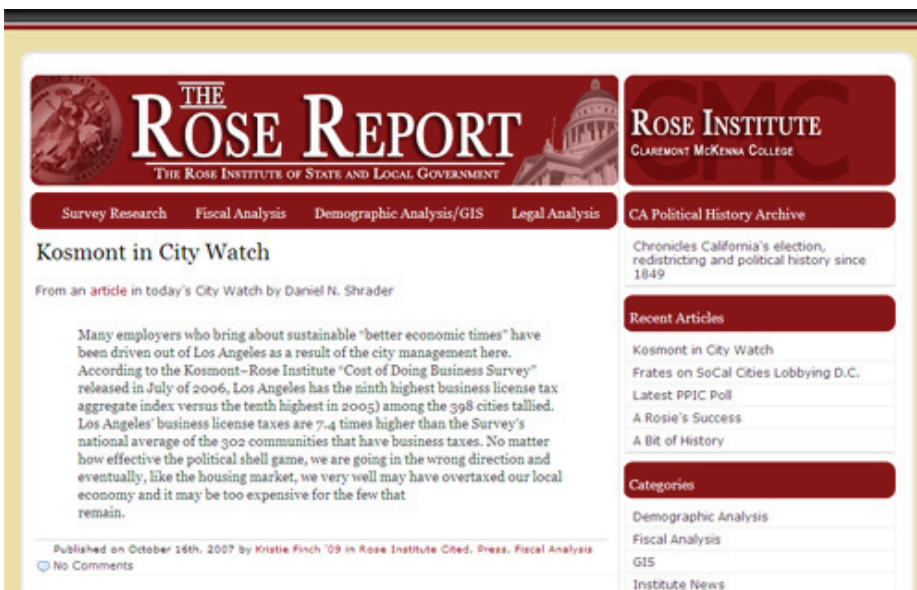 THE
ROSE REPORT
THE ROSE INSTITUTE OF STATE AND LOCAL GOVERNMENT
CMC
ROSE INSTITUTE
CLAREMONT MCKENNA COLLEGE
Survey Research Fiscal Analysis Demographic Analysis/GIS Legal Analysis
Kosmont in City Watch
From an article in today's City Watch by Daniel N. Shrader
Many employers who bring about sustainable “better economic times” have
been driven out of Los Angeles as a result of the city management here.
According to the Kosmont–Rose Institute “Cost of Doing Business Survey”
released in July of 2006, Los Angeles has the ninth highest business license tax
aggregate index versus the tenth highest in 2005) among the 398 cities tallied.
Los Angeles’ business license taxes are 7.4 times higher than the Survey’s
national average of the 302 communities that have business taxes. No matter
how effective the political shell game, we are going in the wrong direction and
eventually, like the housing market, we very well may have overtaxed our local
economy and it may be too expensive for the few that
remain.
Published on October 16th, 2007 by Kristie Finch '09 in Rose Institute Cited, Press, Fiscal Analysis
No Comments
CA Political History Archive
Chronicles California's election,
redistricting and political history since
1849
Recent Articles
Kosmont in City Watch
Frates on SoCal Cities Lobbying D.C.
Latest PPIC Poll
A Rosie's Success
A Bit of History
Categories
Demographic Analysis
Fiscal Analysis
GIS
Institute News